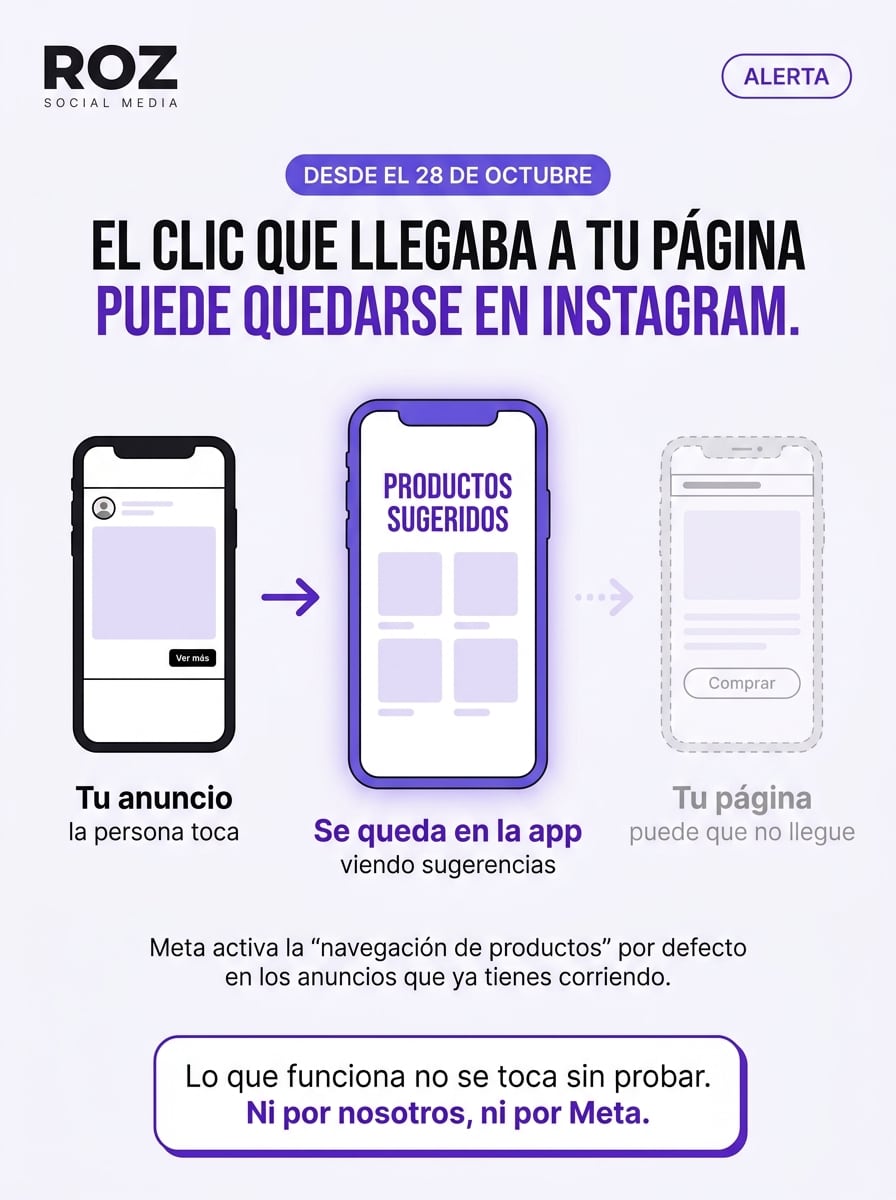 ROZ
SOCIAL MEDIA
ALERTA
DESDE EL 28 DE OCTUBRE
EL CLIC QUE LLEGABA A TU PÁGINA
PUEDE QUEDARSE EN INSTAGRAM.
Ver más
PRODUCTOS
SUGERIDOS
Comprar
Tu anuncio
la persona toca
Se queda en la app
viendo sugerencias
Tu página
puede que no llegue
Meta activa la “navegación de productos” por defecto
en los anuncios que ya tienes corriendo.
Lo que funciona no se toca sin probar.
Ni por nosotros, ni por Meta.